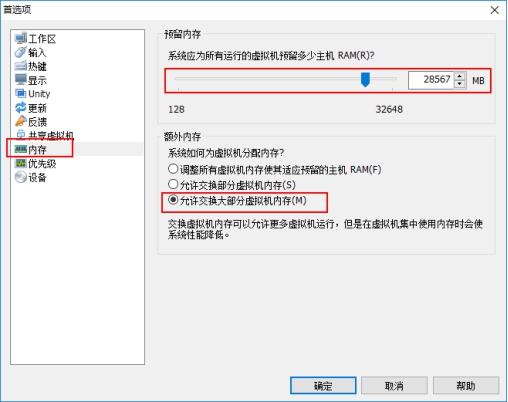 首选项
工作区
输入
热键
显示
Unity
更新
反馈
共享虚拟机
内存
优先级
设备
预留内存
系统应为所有运行的虚拟机预留多少主机 RAM(R)?
28567 MB
128 32648
额外内存
系统如何为虚拟机分配内存?
调整所有虚拟机内存使其适应预留的主机 RAM(F)
允许交换部分虚拟机内存(S)
允许交换大部分虚拟机内存(M)
交换虚拟机内存可以允许更多虚拟机运行，但是在虚拟机集中使用内存时会使
系统性能降低。
确定 取消 帮助